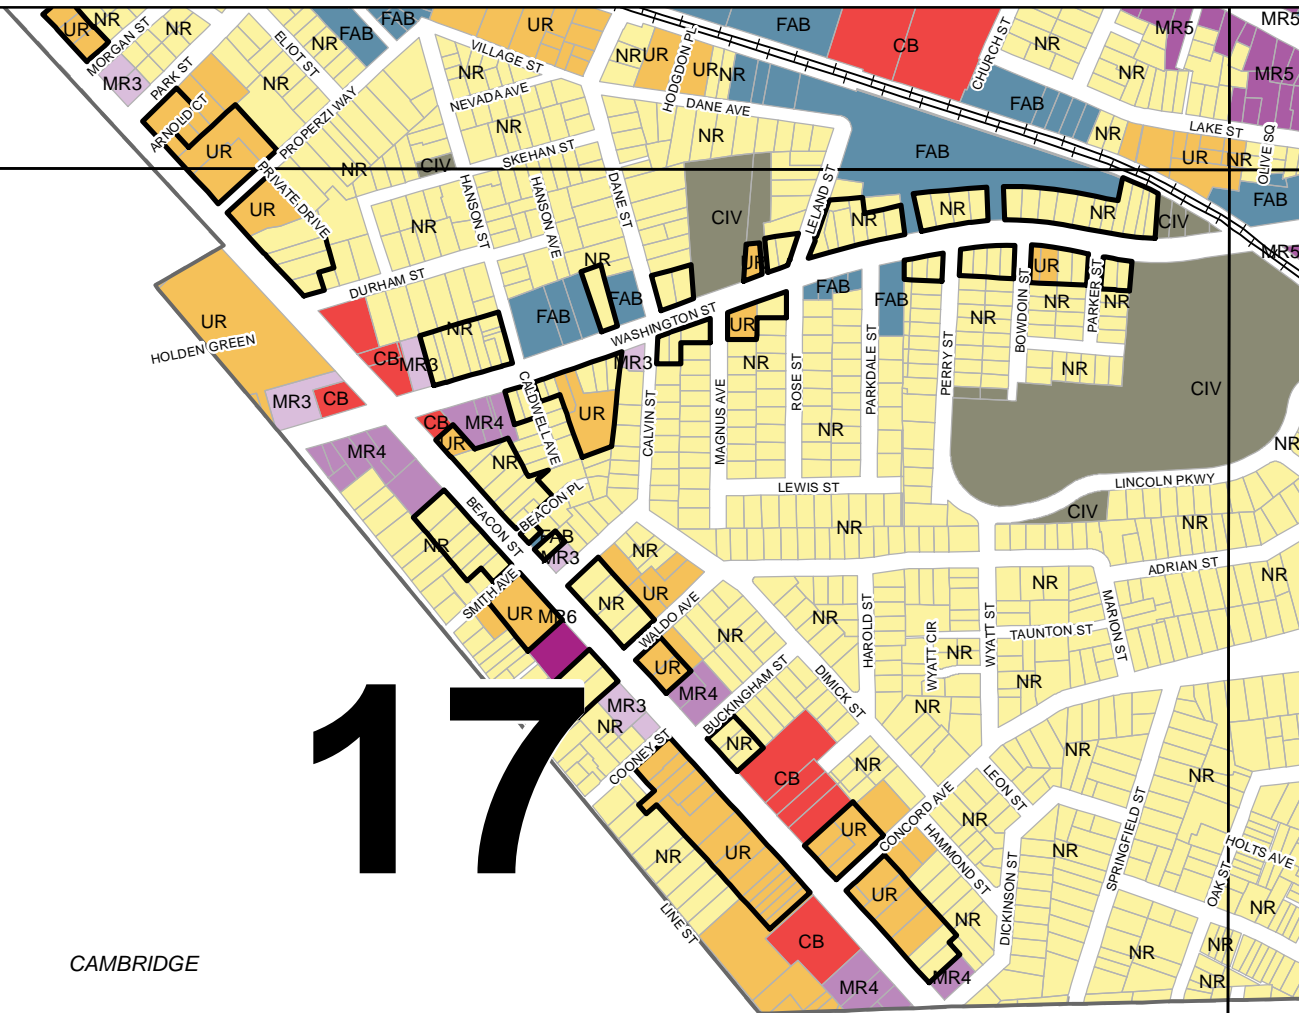 UR
NR
MORGAN ST
NR
MR3
PARK ST
ARNOLD CT
UR
ELIOT ST
NR
NR
FAB
FAB
PROPERZI WAY
PRIVATE DRIVE
UR
NR
VILLAGE ST
UR
NR
NEVADA AVE
NR
SKEHAN ST
CIV
NR
UR
HODGDON PL
UR
NR
DANE AVE
NR
FAB
CB
CHURCH ST
NR
MR5
MR5
MR5
NR
FAB
NR
LAKE ST
UR
NR
OLIVE SQ
FAB
FAB
MR5
CIV
HANSON ST
HANSON AVE
DANE ST
NR
NR
CIV
LELAND ST
NR
NR
NR
UR
DURHAM ST
UR
HOLDEN GREEN
NR
FAB
FAB
WASHINGTON ST
CB
MR3
MR3
CB
MR3
UR
FAB
FAB
UR
NR
NR
BOWDOIN ST
PARKER ST
NR
NR
CIV
NR
CALDWELL AVE
UR
CALVIN ST
MAGNUS AVE
NR
ROSE ST
NR
PARKDALE ST
PERRY ST
CB
MR4
UR
NR
MR4
BEACON ST
BEACON PL
FAB
MR3
NR
LEWIS ST
NR
LINCOLN PKWY
CIV
NR
NR
SMITH AVE
UR
MR6
NR
NR
UR
WALDO AVE
UR
NR
MR4
BUCKINGHAM ST
DIMICK ST
NR
HAROLD ST
WYATT CIR
NR
WYATT ST
NR
TAUNTON ST
NR
MARION ST
ADRIAN ST
NR
NR
MR3
NR
COONEY ST
17
NR
CB
NR
UR
CONCORD AVE
HAMMOND ST
LEON ST
NR
NR
NR
DICKINSON ST
SPRINGFIELD ST
NR
HOLTS AVE
OAK ST
NR
NR
NR
NR
NR
UR
UR
NR
MR4
LINE ST
CB
MR4
CAMBRIDGE